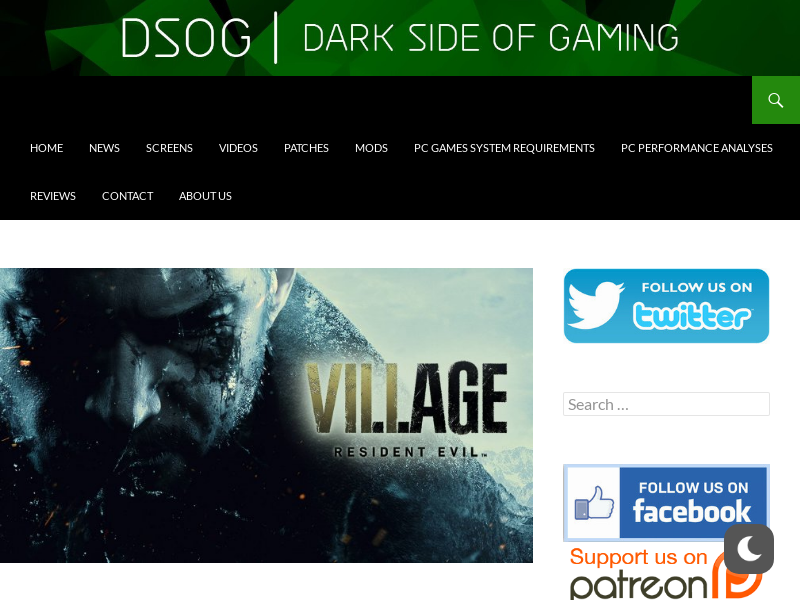 DSOG | DARK SIDE OF GAMING
HOME NEWS SCREENS VIDEOS PATCHES MODS PC GAMES SYSTEM REQUIREMENTS PC PERFORMANCE ANALYSES
REVIEWS CONTACT ABOUT US
VILLAGE
RESIDENT EVIL™
FOLLOW US ON
twitter
Search …
FOLLOW US ON
facebook
Support us on
patreon